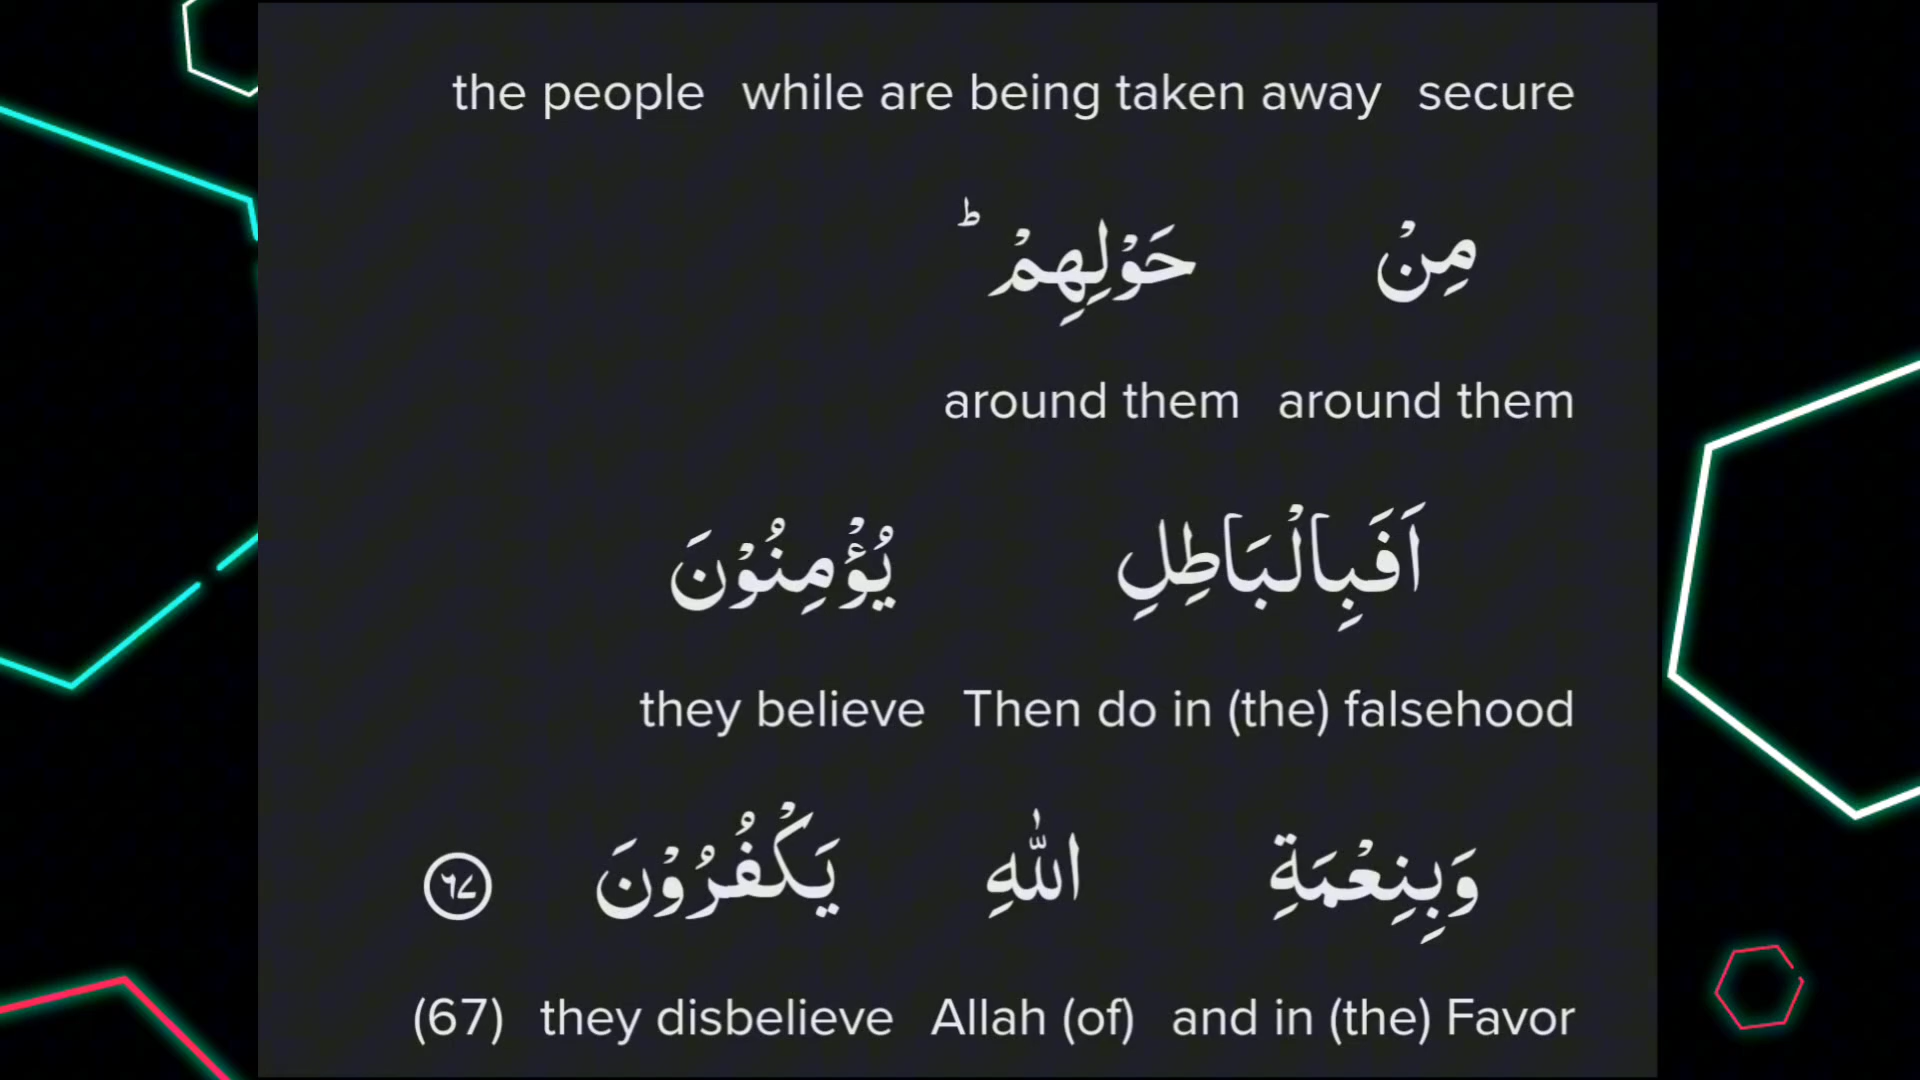 the people while are being taken away secure
مِنْ حَوْلِهِمْ ؕ
around them around them
اَفَبِالْبَاطِلِ يُؤْمِنُوْنَ
they believe Then do in (the) falsehood
وَبِنِعْمَةِ اللّٰهِ يَكْفُرُوْنَ ٦٧
(67) they disbelieve Allah (of) and in (the) Favor